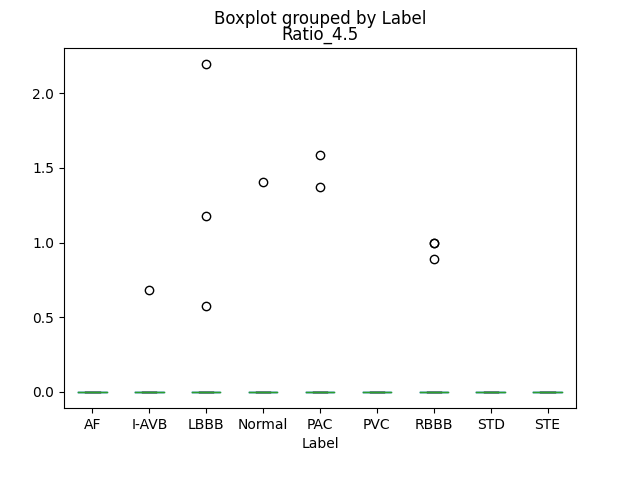 Boxplot grouped by Label
Ratio_4.5
2.0
1.5
1.0
0.5
0.0
AF I-AVB LBBB Normal PAC PVC RBBB STD STE
Label